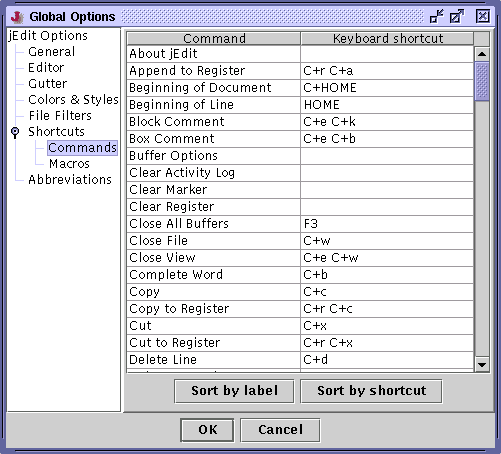 Global Options
jEdit Options
General
Editor
Gutter
Colors & Styles
File Filters
Shortcuts
Commands
Macros
Abbreviations
Command Keyboard shortcut
About jEdit
Append to Register C+r C+a
Beginning of Document C+HOME
Beginning of Line HOME
Block Comment C+e C+k
Box Comment C+e C+b
Buffer Options
Clear Activity Log
Clear Marker
Clear Register
Close All Buffers F3
Close File C+w
Close View C+e C+w
Complete Word C+b
Copy C+c
Copy to Register C+r C+c
Cut C+x
Cut to Register C+r C+x
Delete Line C+d
Sort by label Sort by shortcut
OK Cancel